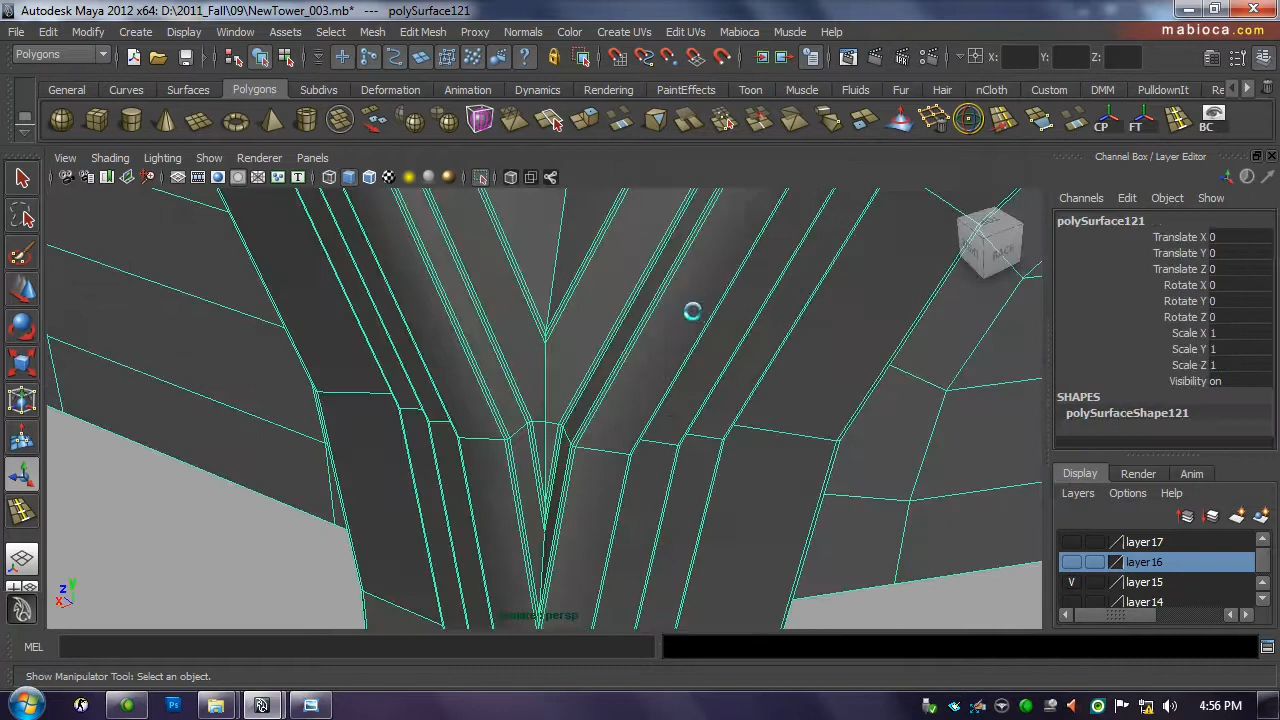 Autodesk Maya 2012 x64: D:\2011_Fall\09\NewTower_003.mb* --- polySurface121
File Edit Modify Create Display Window Assets Select Mesh Edit Mesh Proxy Normals Color Create UVs Edit UVs Mabioca Muscle Help
mabioca.com
Polygons X: Y: Z:
General Curves Surfaces Polygons Subdivs Deformation Animation Dynamics Rendering PaintEffects Toon Muscle Fluids Fur Hair nCloth Custom DMM PulldownIt Re
CP FT BC
View Shading Lighting Show Renderer Panels
Channel Box / Layer Editor
Channels Edit Object Show
polySurface121
Translate X 0
Translate Y 0
Translate Z 0
Rotate X 0
Rotate Y 0
Rotate Z 0
Scale X 1
Scale Y 1
Scale Z 1
Visibility on
SHAPES
polySurfaceShape121
BACK
Display Render Anim
Layers Options Help
layer17
layer16
V layer15
layer14
z y x
persp
MEL
Show Manipulator Tool: Select an object.
4:56 PM